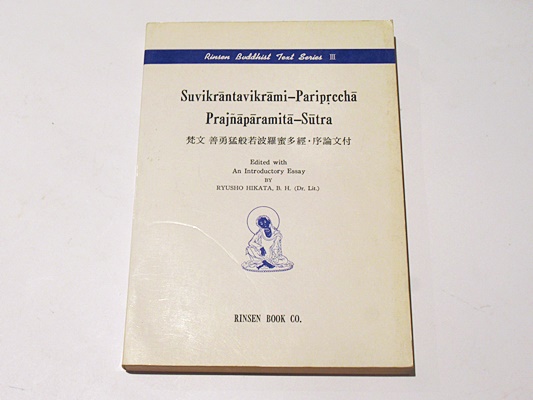 Rinsen Buddhist Text Series III
Suvikrāntavikrāmi-Paripṛcchā
Prajñāpāramitā-Sūtra
梵文 善勇猛般若波羅蜜多經・序論文付
Edited with
An Introductory Essay
BY
RYUSHO HIKATA, B. H. (Dr. Lit.)
RINSEN BOOK CO.